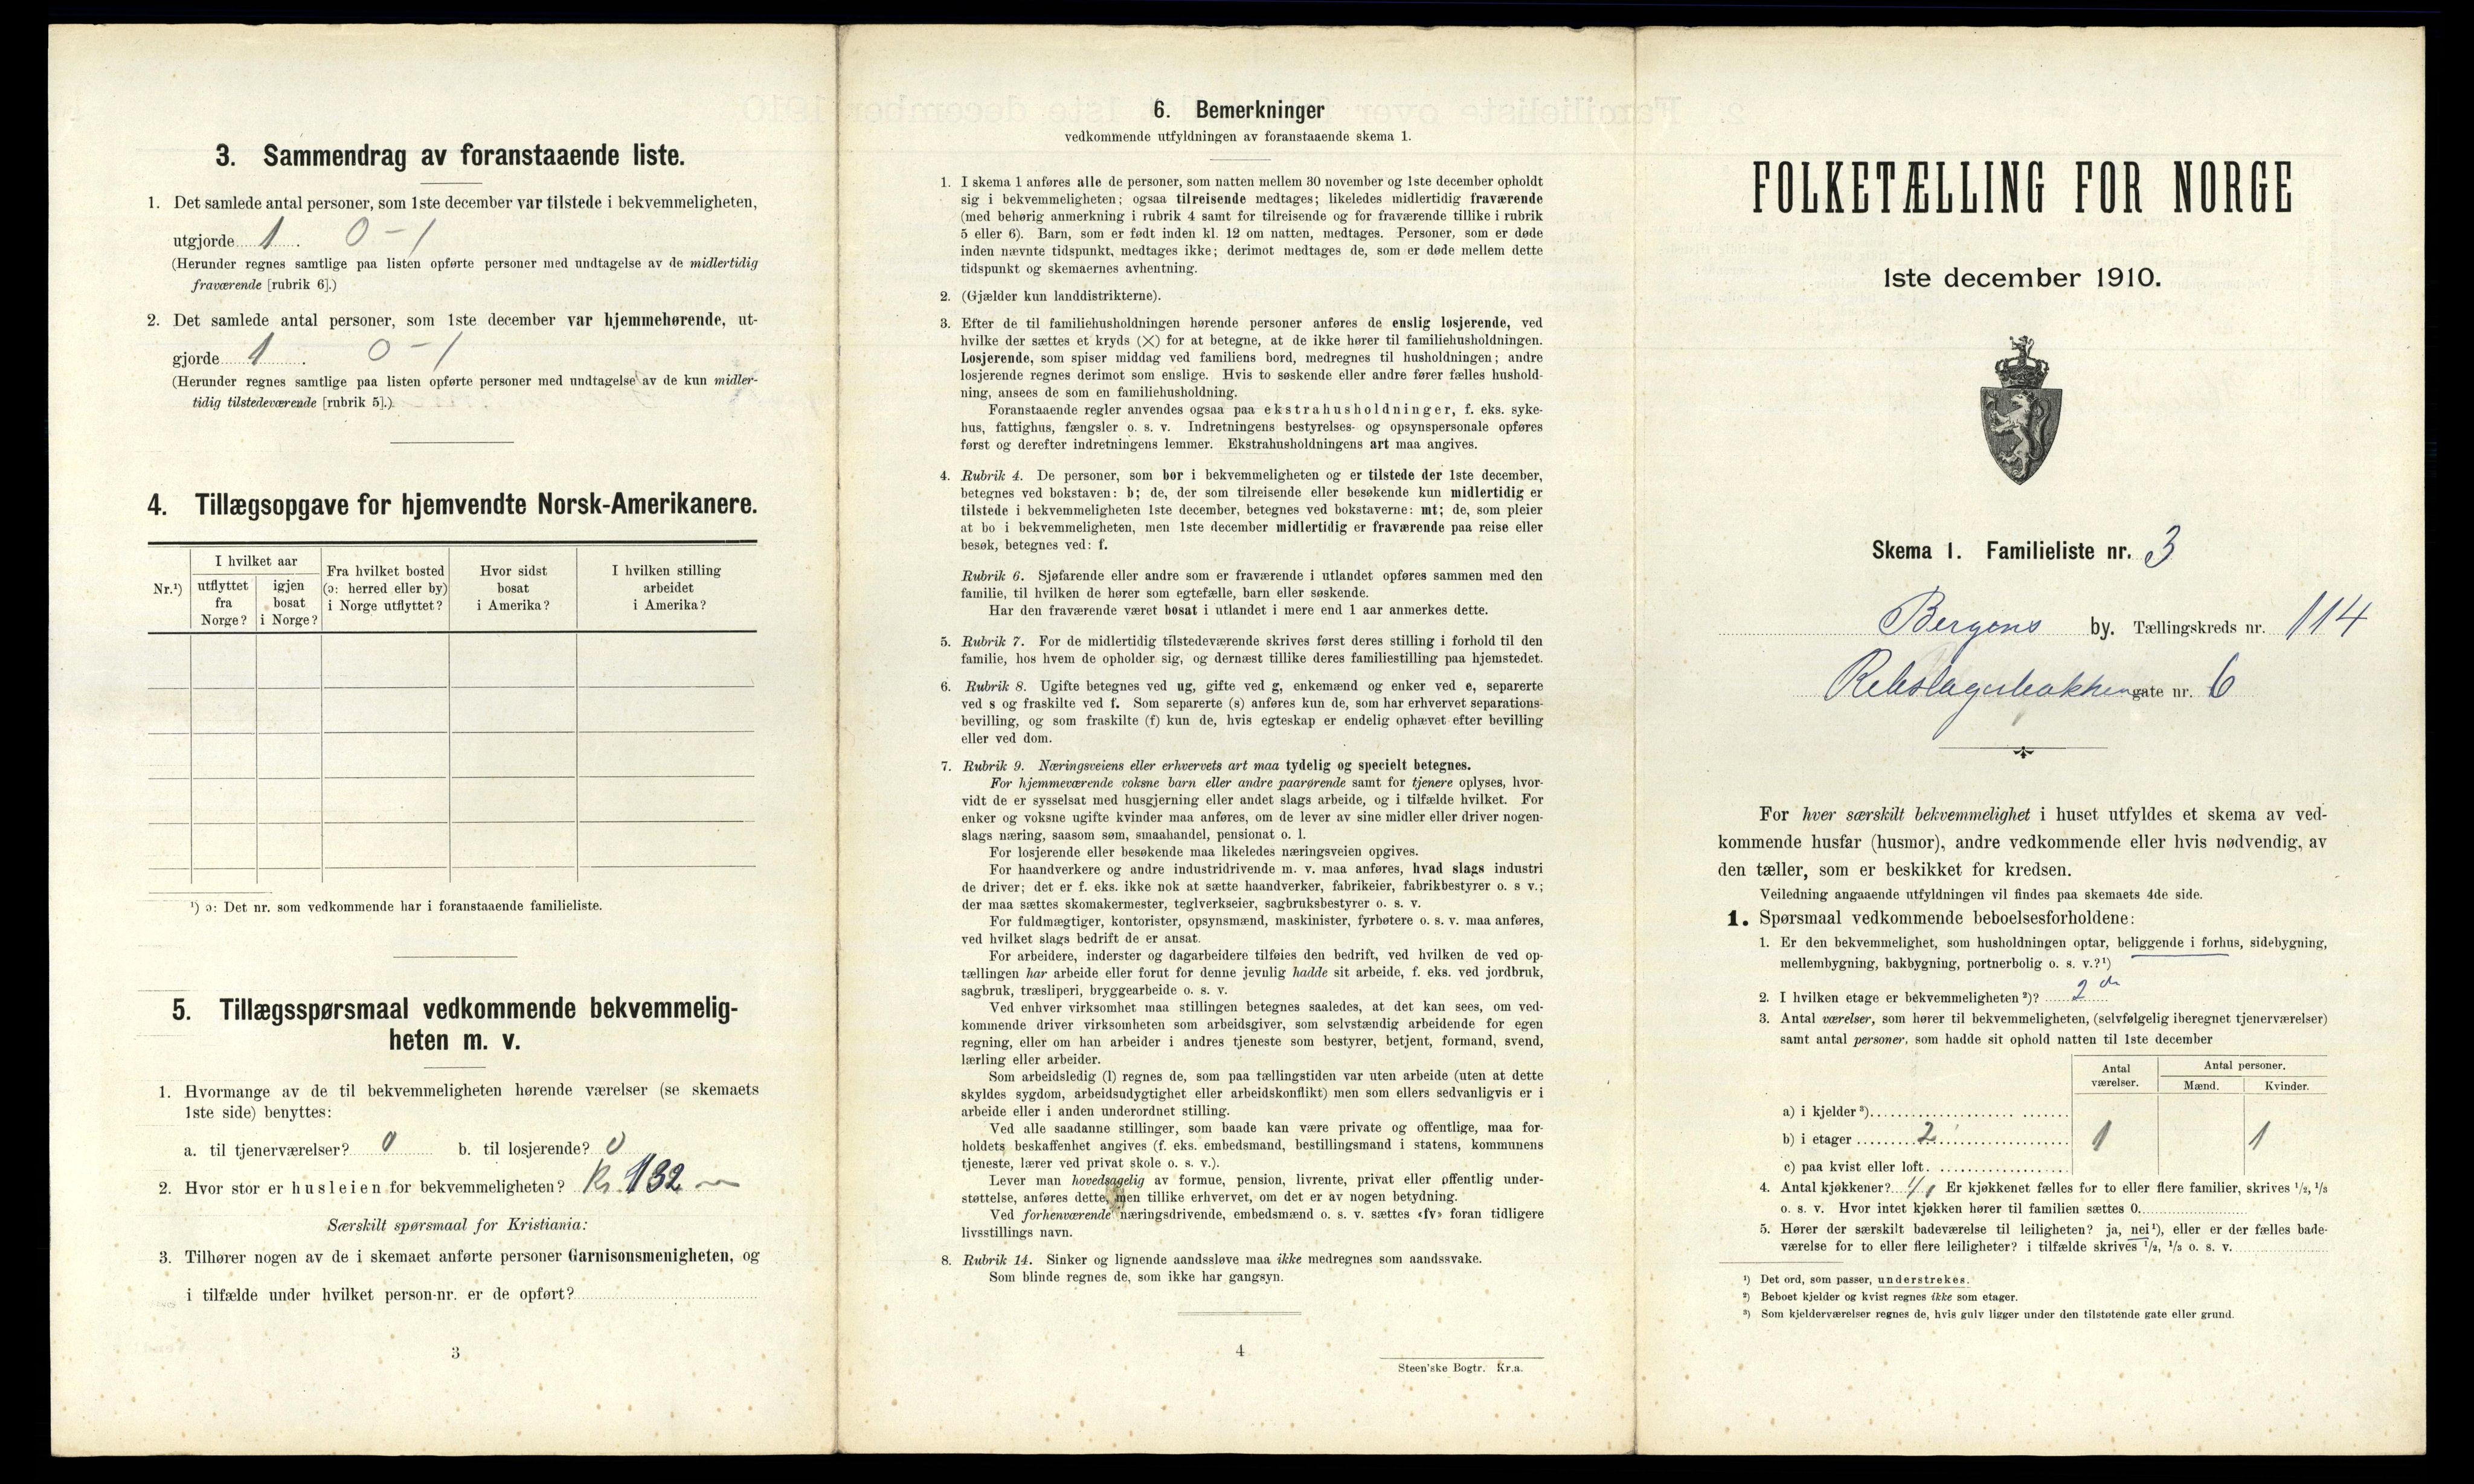 3. Sammendrag av foranstaaende liste.
1. Det samlede antal personer, som 1ste december var tilstede i bekvemmeligheten,
utgjorde 1 . 0 – 1
(Herunder regnes samtlige paa listen opførte personer med undtagelse av de midlertidig
fraværende [rubrik 6].)
2. Det samlede antal personer, som 1ste december var hjemmehørende, ut-
gjorde 1 . 0 – 1
(Herunder regnes samtlige paa listen opførte personer med undtagelse av de kun midler-
tidig tilstedeværende [rubrik 5].)
4. Tillægsopgave for hjemvendte Norsk-Amerikanere.
Nr.¹)
I hvilket aar
utflyttet
fra
Norge?
igjen
bosat
i Norge?
Fra hvilket bosted
(ɔ: herred eller by)
i Norge utflyttet?
Hvor sidst
bosat
i Amerika?
I hvilken stilling
arbeidet
i Amerika?
¹) ɔ: Det nr. som vedkommende har i foranstaaende familieliste.
5. Tillægsspørsmaal vedkommende bekvemmelig-
heten m. v.
1. Hvormange av de til bekvemmeligheten hørende værelser (se skemaets
1ste side) benyttes:
a. til tjenerværelser? 0 b. til losjerende? 0
2. Hvor stor er husleien for bekvemmeligheten? Kr 132
Særskilt spørsmaal for Kristiania:
3. Tilhører nogen av de i skemaet anførte personer Garnisonsmenigheten, og
i tilfælde under hvilket person-nr. er de opført?
3
6. Bemerkninger
vedkommende utfyldningen av foranstaaende skema 1.
1. I skema 1 anføres alle de personer, som natten mellem 30 november og 1ste december opholdt
sig i bekvemmeligheten; ogsaa tilreisende medtages; likeledes midlertidig fraværende
(med behørig anmerkning i rubrik 4 samt for tilreisende og for fraværende tillike i rubrik
5 eller 6). Barn, som er født inden kl. 12 om natten, medtages. Personer, som er døde
inden nævnte tidspunkt, medtages ikke; derimot medtages de, som er døde mellem dette
tidspunkt og skemaernes avhentning.
2. (Gjælder kun landdistrikterne).
3. Efter de til familiehusholdningen hørende personer anføres de enslig losjerende, ved
hvilke der sættes et kryds (×) for at betegne, at de ikke hører til familiehusholdningen.
Losjerende, som spiser middag ved familiens bord, medregnes til husholdningen; andre
losjerende regnes derimot som enslige. Hvis to søskende eller andre fører fælles hushold-
ning, ansees de som en familiehusholdning.
Foranstaaende regler anvendes ogsaa paa ekstrahusholdninger, f. eks. syke-
hus, fattighus, fængsler o. s. v. Indretningens bestyrelses- og opsynspersonale opføres
først og derefter indretningens lemmer. Ekstrahusholdningens art maa angives.
4. Rubrik 4. De personer, som bor i bekvemmeligheten og er tilstede der 1ste december,
betegnes ved bokstaven: b; de, der som tilreisende eller besøkende kun midlertidig er
tilstede i bekvemmeligheten 1ste december, betegnes ved bokstaverne: mt; de, som pleier
at bo i bekvemmeligheten, men 1ste december midlertidig er fraværende paa reise eller
besøk, betegnes ved: f.
Rubrik 6. Sjøfarende eller andre som er fraværende i utlandet opføres sammen med den
familie, til hvilken de hører som egtefælle, barn eller søskende.
Har den fraværende været bosat i utlandet i mere end 1 aar anmerkes dette.
5. Rubrik 7. For de midlertidig tilstedeværende skrives først deres stilling i forhold til den
familie, hos hvem de opholder sig, og dernæst tillike deres familiestilling paa hjemstedet.
6. Rubrik 8. Ugifte betegnes ved ug, gifte ved g, enkemænd og enker ved e, separerte
ved s og fraskilte ved f. Som separerte (s) anføres kun de, som har erhvervet separations-
bevilling, og som fraskilte (f) kun de, hvis egteskap er endelig ophævet efter bevilling
eller ved dom.
7. Rubrik 9. Næringsveiens eller erhvervets art maa tydelig og specielt betegnes.
For hjemmeværende voksne barn eller andre paarørende samt for tjenere oplyses, hvor-
vidt de er sysselsat med husgjerning eller andet slags arbeide, og i tilfælde hvilket. For
enker og voksne ugifte kvinder maa anføres, om de lever av sine midler eller driver nogen-
slags næring, saasom søm, smaahandel, pensionat o. l.
For losjerende eller besøkende maa likeledes næringsveien opgives.
For haandverkere og andre industridrivende m. v. maa anføres, hvad slags industri
de driver; det er f. eks. ikke nok at sætte haandverker, fabrikeier, fabrikbestyrer o. s v.;
der maa sættes skomakermester, teglverkseier, sagbruksbestyrer o. s. v.
For fuldmægtiger, kontorister, opsynsmænd, maskinister, fyrbøtere o. s. v. maa anføres,
ved hvilket slags bedrift de er ansat.
For arbeidere, inderster og dagarbeidere tilføies den bedrift, ved hvilken de ved op-
tællingen har arbeide eller forut for denne jevnlig hadde sit arbeide, f. eks. ved jordbruk,
sagbruk, træsliperi, bryggearbeide o. s. v.
Ved enhver virksomhet maa stillingen betegnes saaledes, at det kan sees, om ved-
kommende driver virksomheten som arbeidsgiver, som selvstændig arbeidende for egen
regning, eller om han arbeider i andres tjeneste som bestyrer, betjent, formand, svend,
lærling eller arbeider.
Som arbeidsledig (l) regnes de, som paa tællingstiden var uten arbeide (uten at dette
skyldes sygdom, arbeidsudygtighet eller arbeidskonflikt) men som ellers sedvanligvis er i
arbeide eller i anden underordnet stilling.
Ved alle saadanne stillinger, som baade kan være private og offentlige, maa for-
holdets beskaffenhet angives (f. eks. embedsmand, bestillingsmand i statens, kommunens
tjeneste, lærer ved privat skole o. s. v.).
Lever man hovedsagelig av formue, pension, livrente, privat eller offentlig under-
støttelse, anføres dette, men tillike erhvervet, om det er av nogen betydning.
Ved forhenværende næringsdrivende, embedsmænd o. s. v. sættes «fv» foran tidligere
livsstillings navn.
8. Rubrik 14. Sinker og lignende aandssløve maa ikke medregnes som aandssvake.
Som blinde regnes de, som ikke har gangsyn.
4
Steen'ske Bogtr. Kr.a.
FOLKETÆLLING FOR NORGE
1ste december 1910.
Skema 1. Familieliste nr. 3
Bergens by. Tællingskreds nr. 114
Rebslagerbakken gate nr. 6
For hver særskilt bekvemmelighet i huset utfyldes et skema av ved-
kommende husfar (husmor), andre vedkommende eller hvis nødvendig, av
den tæller, som er beskikket for kredsen.
Veiledning angaaende utfyldningen vil findes paa skemaets 4de side.
1. Spørsmaal vedkommende beboelsesforholdene:
1. Er den bekvemmelighet, som husholdningen optar, beliggende i forhus, sidebygning,
mellembygning, bakbygning, portnerbolig o. s. v.?¹)
2. I hvilken etage er bekvemmeligheten²)? 2 de
3. Antal værelser, som hører til bekvemmeligheten, (selvfølgelig iberegnet tjenerværelser)
samt antal personer, som hadde sit ophold natten til 1ste december
Antal
værelser.
Antal personer.
Mænd. Kvinder.
a) i kjelder³)
b) i etager 2 1 1
c) paa kvist eller loft.
4. Antal kjøkkener? Er kjøkkenet fælles for to eller flere familier, skrives ¹/₂, ¹/₃
o. s. v. Hvor intet kjøkken hører til familien sættes 0.
5. Hører der særskilt badeværelse til leiligheten? ja, nei¹), eller er der fælles bade-
værelse for to eller flere leiligheter? i tilfælde skrives ¹/₂, ¹/₃ o. s. v.
¹) Det ord, som passer, understrekes.
²) Beboet kjelder og kvist regnes ikke som etager.
³) Som kjelderværelser regnes de, hvis gulv ligger under den tilstøtende gate eller grund.